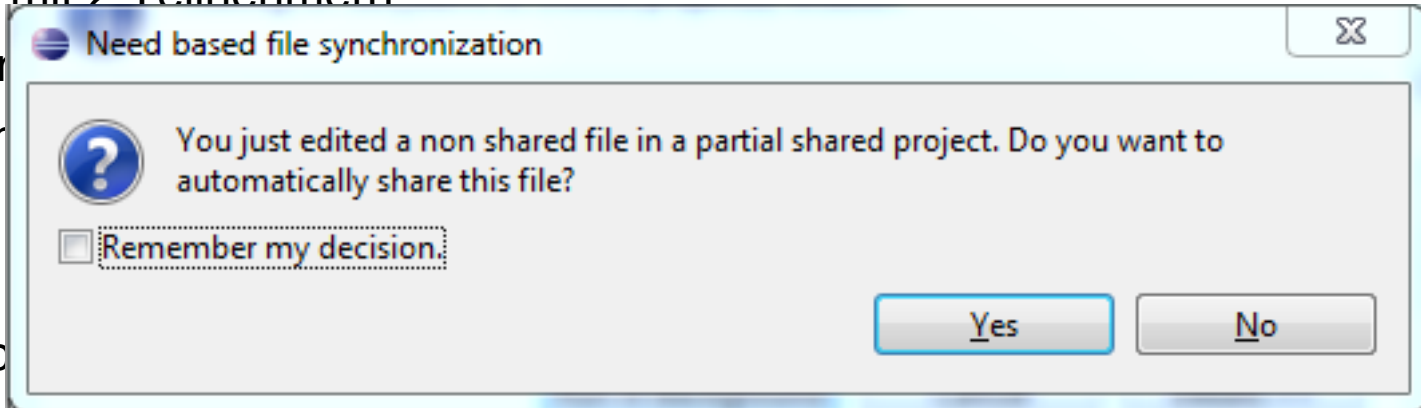 Need based file synchronization
You just edited a non shared file in a partial shared project. Do you want to
automatically share this file?
Remember my decision.
Yes
No